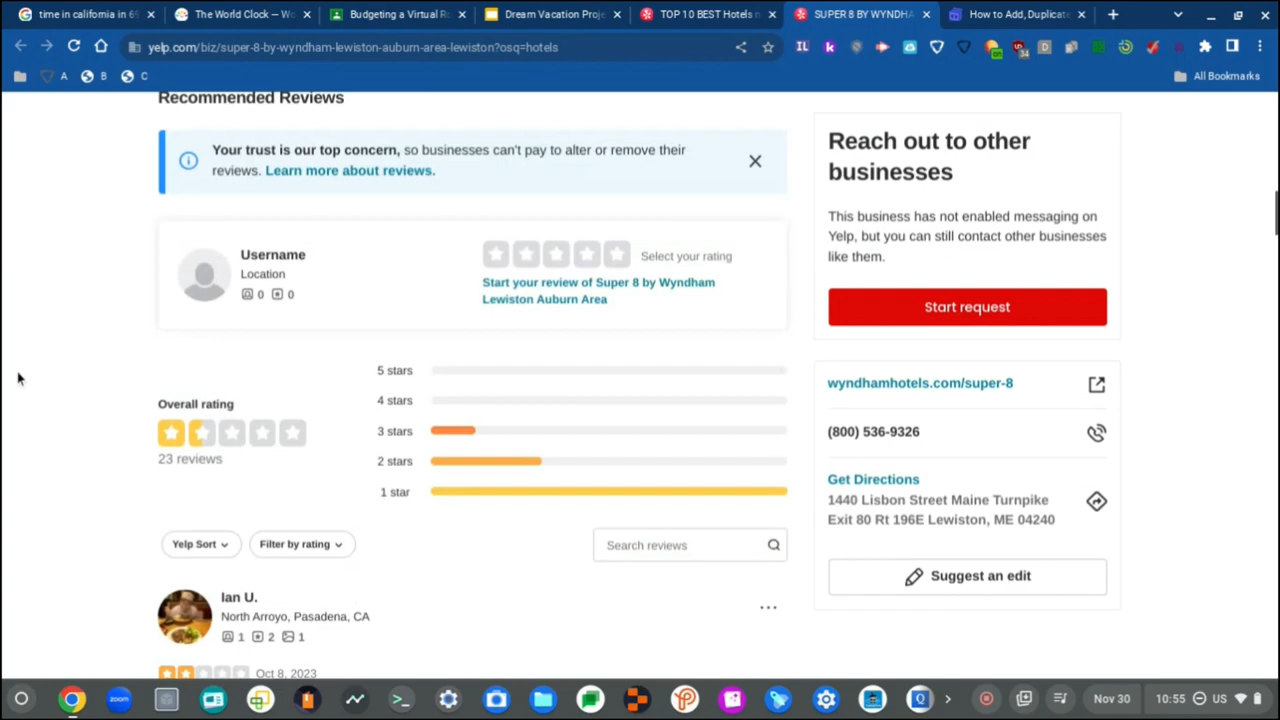 time in california in 69
The World Clock — Wo
Budgeting a Virtual Ro
Dream Vacation Proje
TOP 10 BEST Hotels n
SUPER 8 BY WYNDHA
How to Add, Duplicate
yelp.com/biz/super-8-by-wyndham-lewiston-auburn-area-lewiston?osq=hotels
A
B
C
All Bookmarks
Recommended Reviews
Your trust is our top concern, so businesses can't pay to alter or remove their
reviews. Learn more about reviews.
Username
Location
0 0
Select your rating
Start your review of Super 8 by Wyndham
Lewiston Auburn Area
Overall rating
23 reviews
5 stars
4 stars
3 stars
2 stars
1 star
Yelp Sort
Filter by rating
Search reviews
Ian U.
North Arroyo, Pasadena, CA
1 2 1
Oct 8, 2023
Reach out to other
businesses
This business has not enabled messaging on
Yelp, but you can still contact other businesses
like them.
Start request
wyndhamhotels.com/super-8
(800) 536-9326
Get Directions
1440 Lisbon Street Maine Turnpike
Exit 80 Rt 196E Lewiston, ME 04240
Suggest an edit
zoom
Nov 30
10:55
US